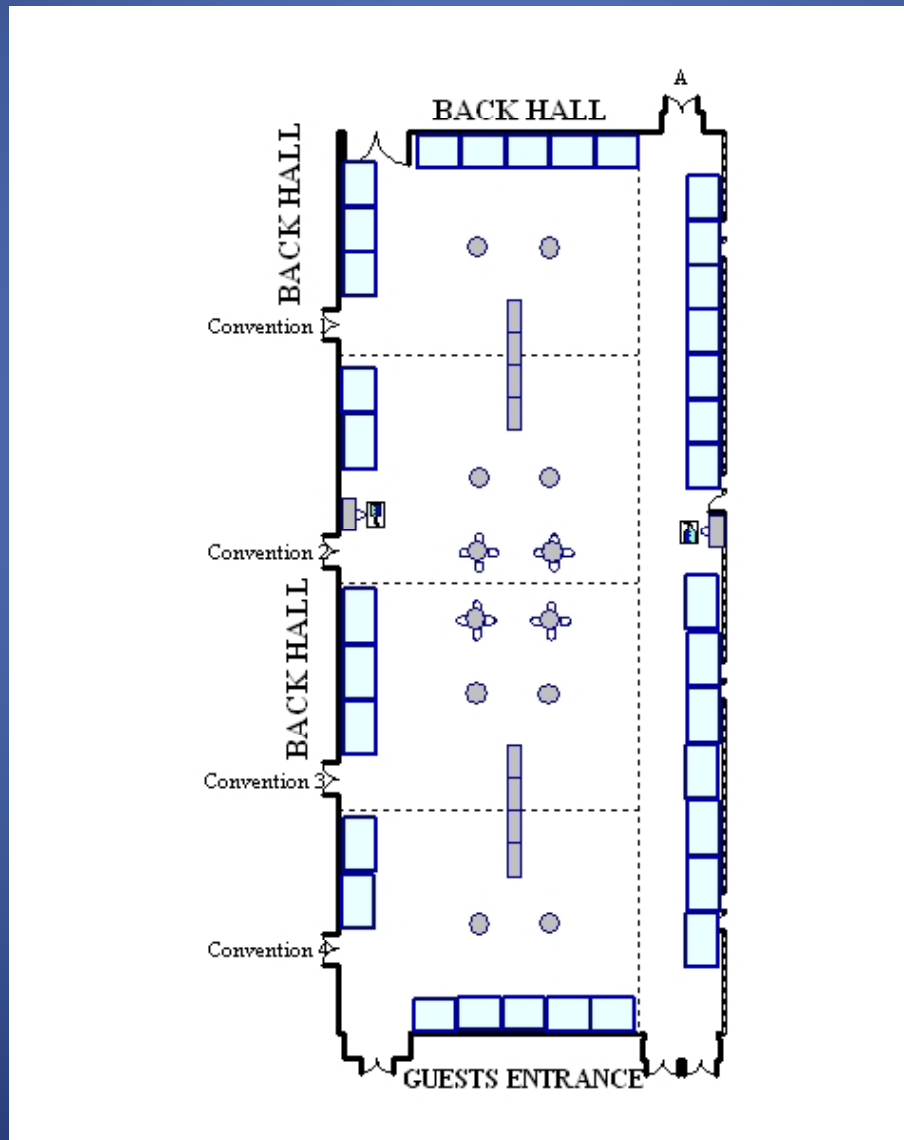 A
BACK HALL
BACK HALL
Convention 1
Convention 2
BACK HALL
Convention 3
Convention 4
GUESTS ENTRANCE